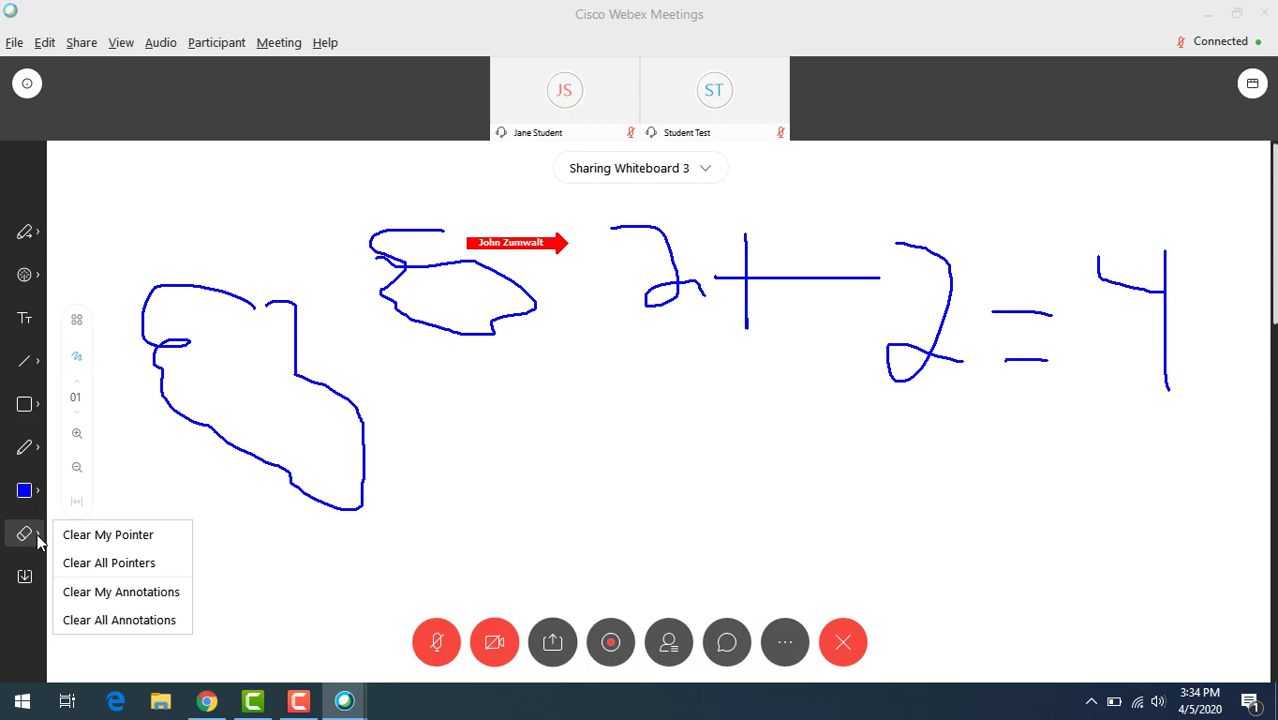 Cisco Webex Meetings
File Edit Share View Audio Participant Meeting Help
Connected
JS
ST
Jane Student
Student Test
Sharing Whiteboard 3
John Zumwalt
2 + 2 = 4
01
Clear My Pointer
Clear All Pointers
Clear My Annotations
Clear All Annotations
3:34 PM
4/5/2020
1